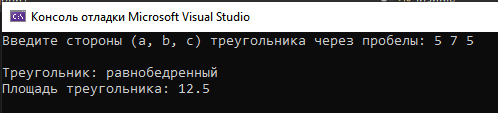 Консоль отладки Microsoft Visual Studio
Введите стороны (a, b, c) треугольника через пробелы: 5 7 5
Треугольник: равнобедренный
Площадь треугольника: 12.5